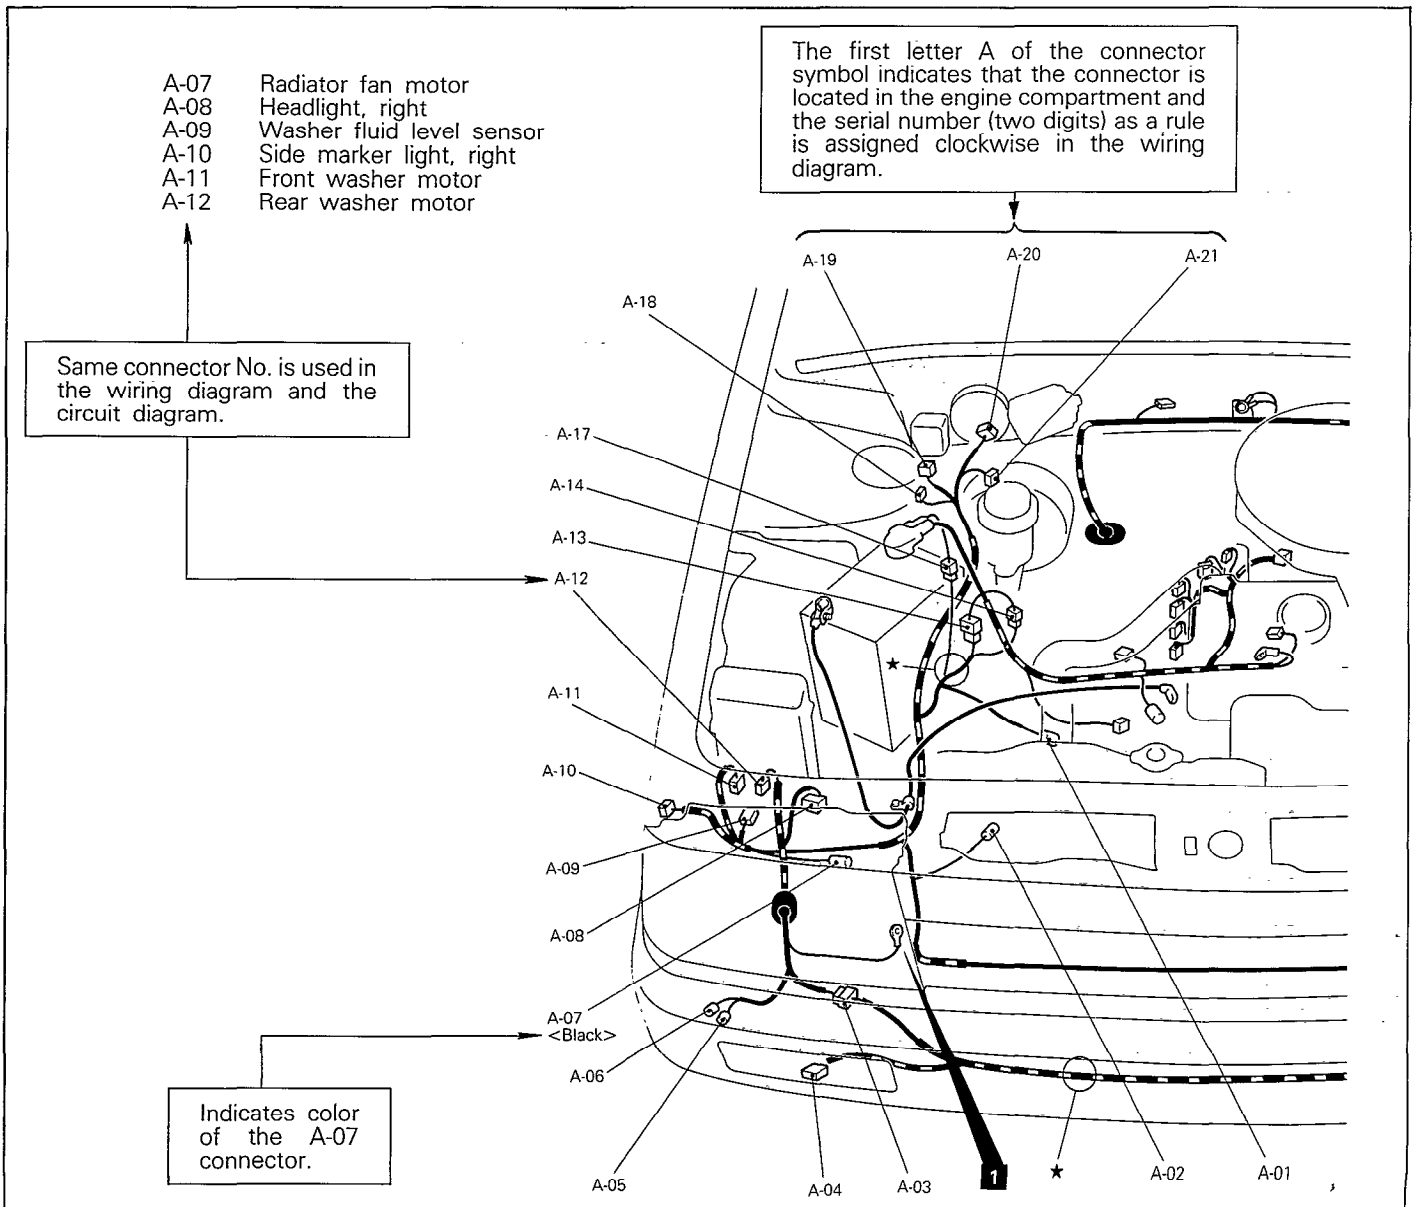 A-07 Radiator fan motor
A-08 Headlight, right
A-09 Washer fluid level sensor
A-10 Side marker light, right
A-11 Front washer motor
A-12 Rear washer motor
The first letter A of the connector
symbol indicates that the connector is
located in the engine compartment and
the serial number (two digits) as a rule
is assigned clockwise in the wiring
diagram.
Same connector No. is used in
the wiring diagram and the
circuit diagram.
A-19
A-20
A-21
A-18
A-17
A-14
A-13
A-12
★
A-11
A-10
A-09
A-08
A-07
<Black>
A-06
Indicates color
of the A-07
connector.
A-05
A-04
A-03
1
★
A-02
A-01